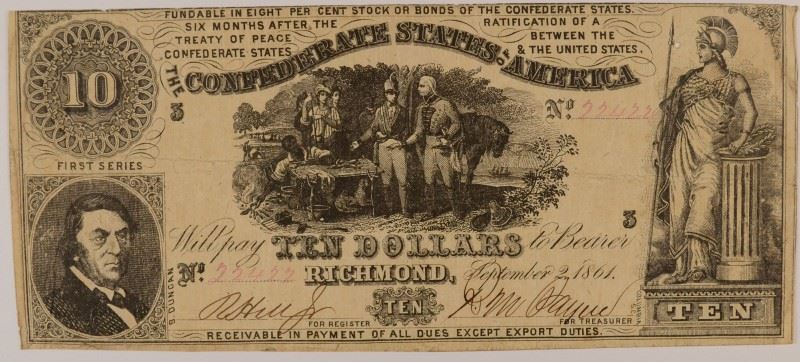 FUNDABLE IN EIGHT PER CENT STOCK OR BONDS OF THE CONFEDERATE STATES.
SIX MONTHS AFTER THE RATIFICATION OF A
TREATY OF PEACE BETWEEN THE
CONFEDERATE STATES & THE UNITED STATES.
THE CONFEDERATE STATES OF AMERICA
10
3
No 22422
FIRST SERIES
3
Will pay TEN DOLLARS to Bearer
No 22422 RICHMOND, September 2, 1861.
B. DUNCAN
TEN
FOR REGISTER
FOR TREASURER
TEN
RECEIVABLE IN PAYMENT OF ALL DUES EXCEPT EXPORT DUTIES.